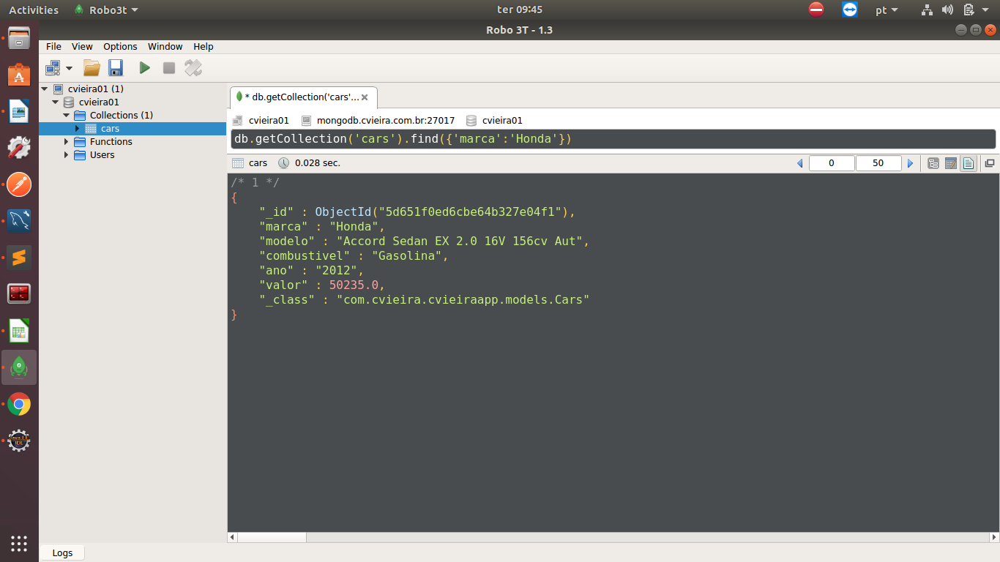 Activities Robo3t ter 09:45 pt
Robo 3T - 1.3
File View Options Window Help
cvieira01 (1)
cvieira01
Collections (1)
cars
Functions
Users
* db.getCollection('cars'...
cvieira01 mongodb.cvieira.com.br:27017 cvieira01
db.getCollection('cars').find({'marca':'Honda'})
cars 0.028 sec. 0 50
/* 1 */
{
"_id" : ObjectId("5d651f0ed6cbe64b327e04f1"),
"marca" : "Honda",
"modelo" : "Accord Sedan EX 2.0 16V 156cv Aut",
"combustivel" : "Gasolina",
"ano" : "2012",
"valor" : 50235.0,
"_class" : "com.cvieira.cvieiraapp.models.Cars"
}
Java EE
IDE
Logs